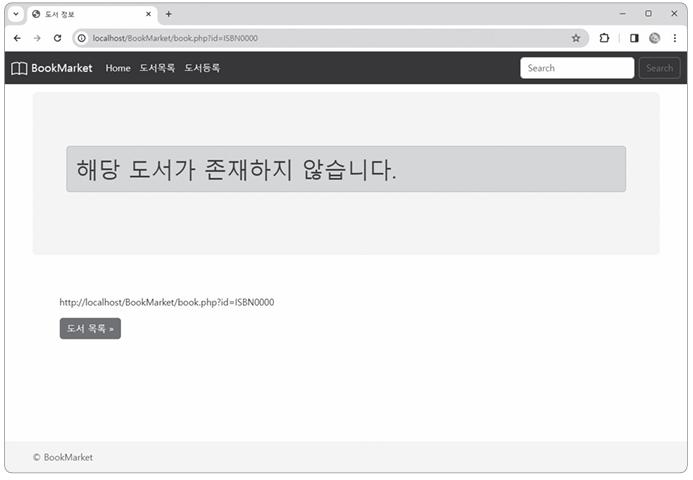 도서 정보
localhost/BookMarket/book.php?id=ISBN0000
BookMarket Home 도서목록 도서등록 Search Search
해당 도서가 존재하지 않습니다.
http://localhost/BookMarket/book.php?id=ISBN0000
도서 목록 »
© BookMarket